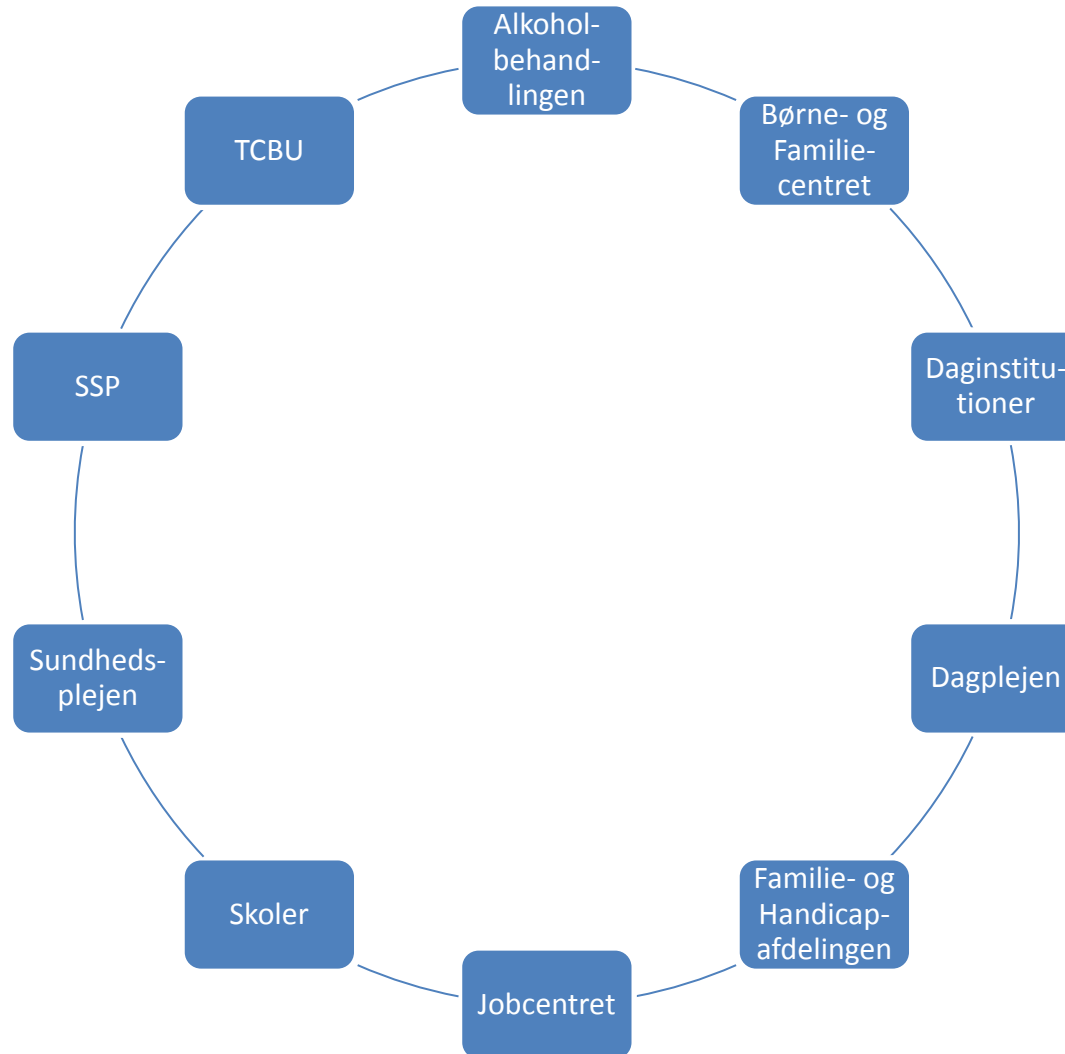 Alkohol-
behand-
lingen
Børne- og
Familie-
centret
Daginstitu-
tioner
Dagplejen
Familie- og
Handicap-
afdelingen
Jobcentret
Skoler
Sundheds-
plejen
SSP
TCBU